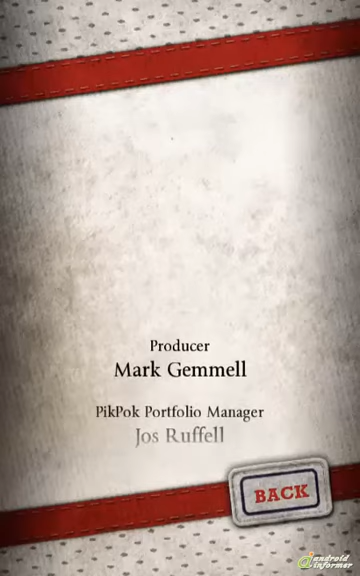 Producer
Mark Gemmell
PikPok Portfolio Manager
Jos Ruffell
BACK
android
informer